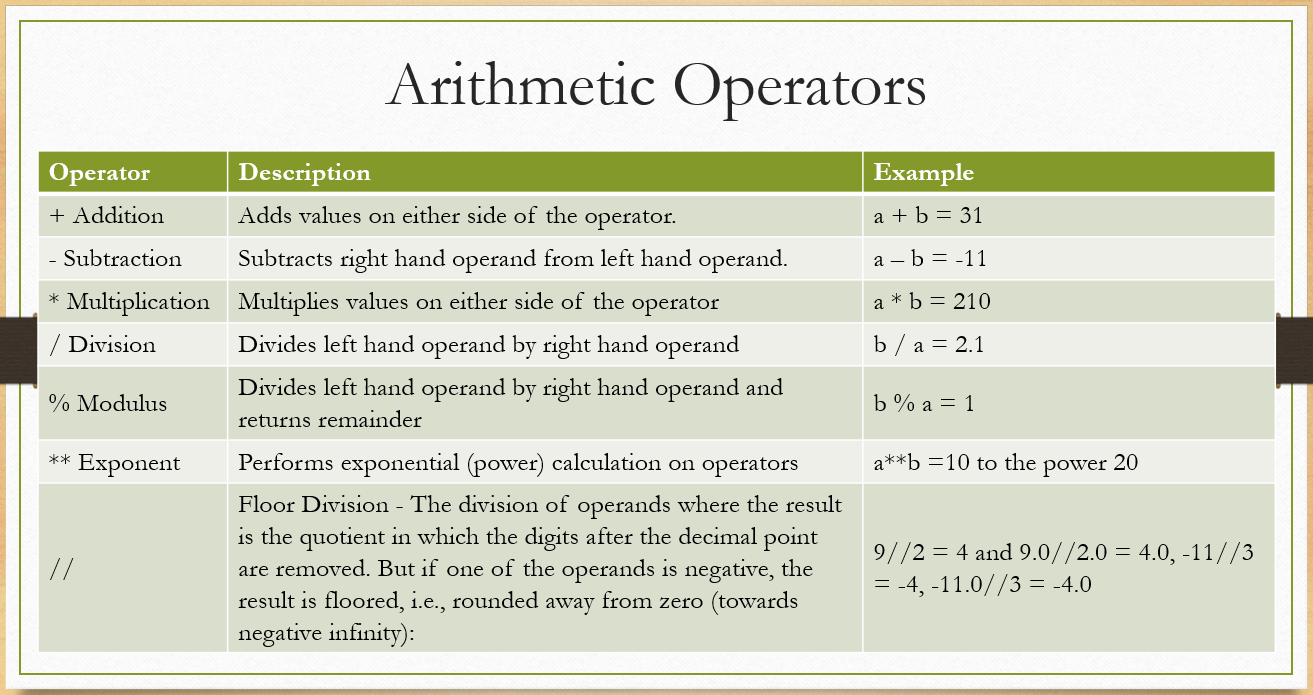 Arithmetic Operators
Operator Description Example
+ Addition Adds values on either side of the operator. a + b = 31
- Subtraction Subtracts right hand operand from left hand operand. a – b = -11
* Multiplication Multiplies values on either side of the operator a * b = 210
/ Division Divides left hand operand by right hand operand b / a = 2.1
% Modulus Divides left hand operand by right hand operand and
returns remainder b % a = 1
** Exponent Performs exponential (power) calculation on operators a**b =10 to the power 20
//
Floor Division - The division of operands where the result
is the quotient in which the digits after the decimal point
are removed. But if one of the operands is negative, the
result is floored, i.e., rounded away from zero (towards
negative infinity):
9//2 = 4 and 9.0//2.0 = 4.0, -11//3
= -4, -11.0//3 = -4.0